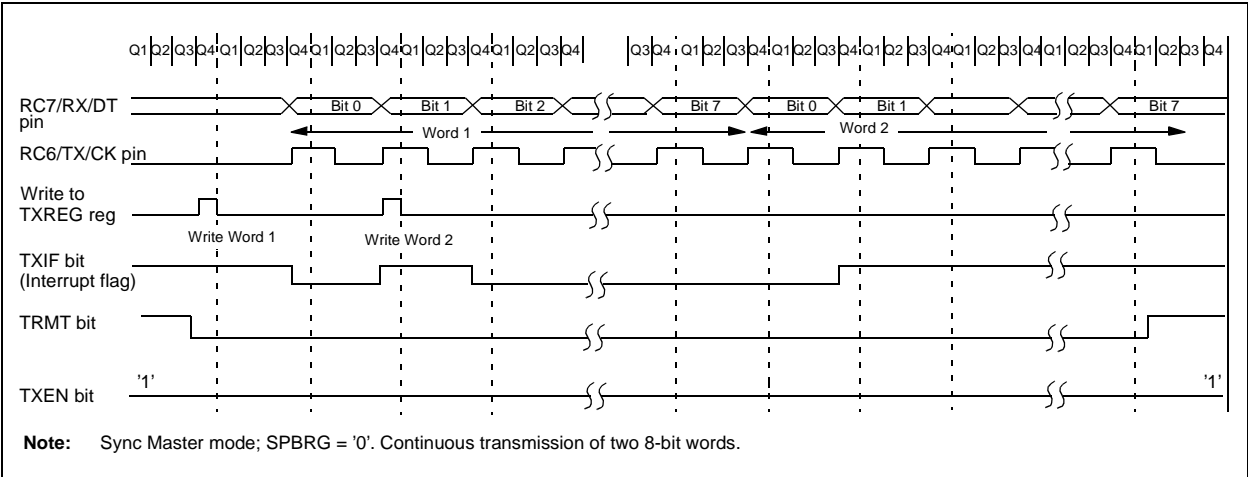 Q1 Q2 Q3 Q4 Q1 Q2 Q3 Q4 Q1 Q2 Q3 Q4 Q1 Q2 Q3 Q4 Q1 Q2 Q3 Q4 Q3 Q4 Q1 Q2 Q3 Q4 Q1 Q2 Q3 Q4 Q1 Q2 Q3 Q4 Q1 Q2 Q3 Q4 Q1 Q2 Q3 Q4 Q1 Q2 Q3 Q4
RC7/RX/DT
pin
Bit 0 Bit 1 Bit 2 Bit 7 Bit 0 Bit 1 Bit 7
Word 1 Word 2
RC6/TX/CK pin
Write to
TXREG reg
Write Word 1 Write Word 2
TXIF bit
(Interrupt flag)
TRMT bit
'1' '1'
TXEN bit
Note: Sync Master mode; SPBRG = '0'. Continuous transmission of two 8-bit words.